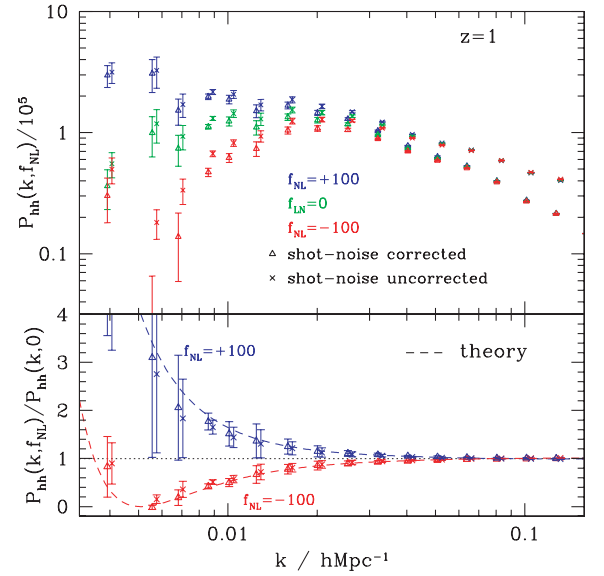 z=1
10
1
0.1
P_hh(k,f_NL)/10⁵
f_NL=+100
f_LN=0
f_NL=−100
shot−noise corrected
shot−noise uncorrected
4
3
2
1
0
P_hh(k,f_NL)/P_hh(k,0)
f_NL=+100
theory
f_NL=−100
0.01
0.1
k / hMpc⁻¹